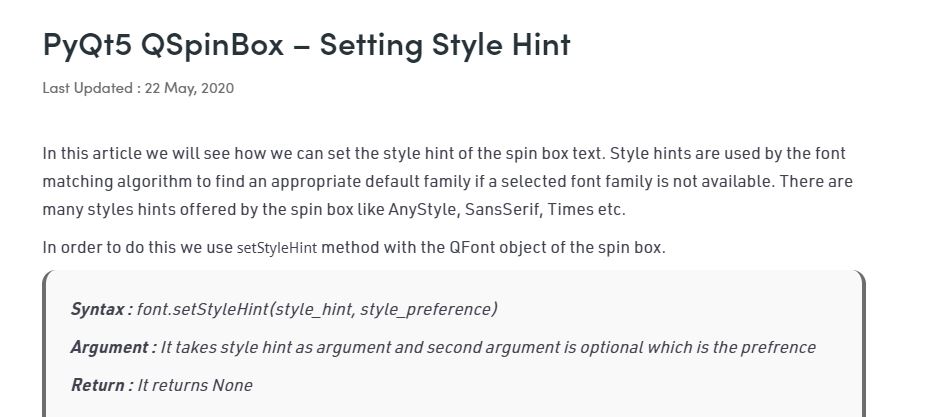 PyQt5 QSpinBox – Setting Style Hint
Last Updated : 22 May, 2020
In this article we will see how we can set the style hint of the spin box text. Style hints are used by the font
matching algorithm to find an appropriate default family if a selected font family is not available. There are
many styles hints offered by the spin box like AnyStyle, SansSerif, Times etc.
In order to do this we use setStyleHint method with the QFont object of the spin box.
Syntax : font.setStyleHint(style_hint, style_preference)
Argument : It takes style hint as argument and second argument is optional which is the prefrence
Return : It returns None